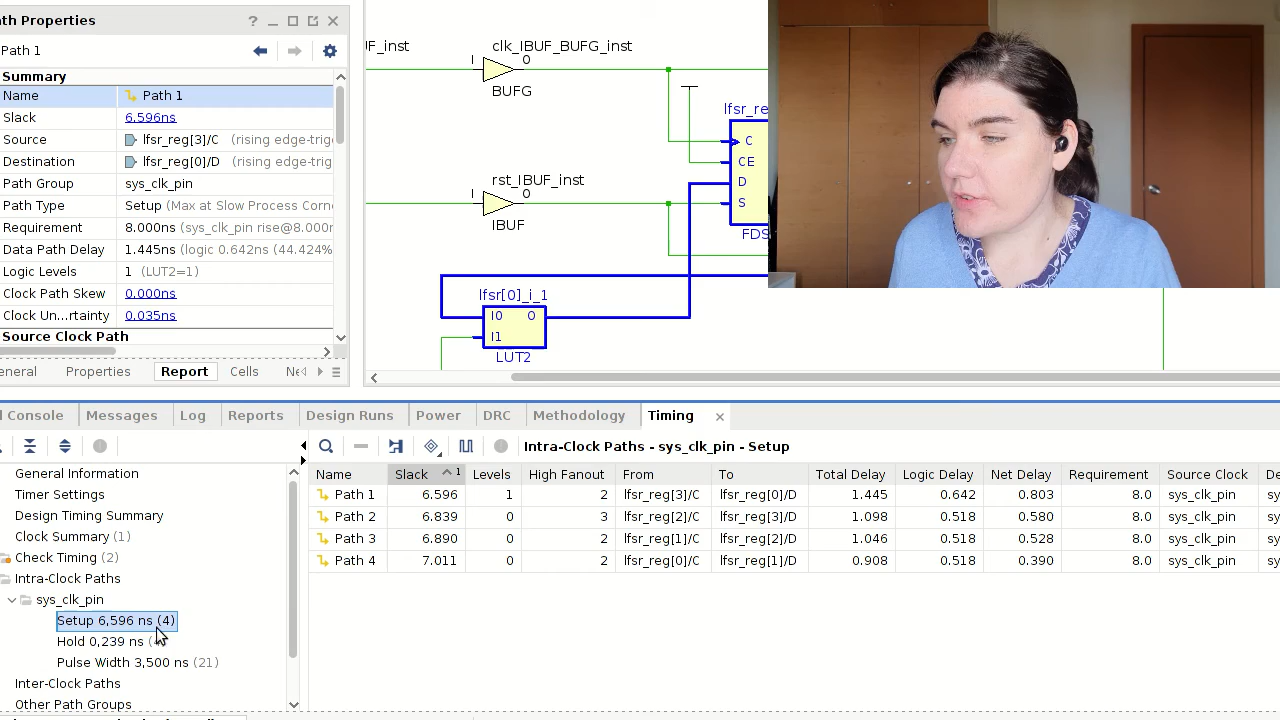 th Properties
Path 1
Summary
Name Path 1
Slack 6.596ns
Source lfsr_reg[3]/C (rising edge-trig
Destination lfsr_reg[0]/D (rising edge-trig
Path Group sys_clk_pin
Path Type Setup (Max at Slow Process Corne
Requirement 8.000ns (sys_clk_pin rise@8.000n
Data Path Delay 1.445ns (logic 0.642ns (44.424%
Logic Levels 1 (LUT2=1)
Clock Path Skew 0.000ns
Clock Un...rtainty 0.035ns
Source Clock Path
eneral Properties Report Cells Ne
F_inst
clk_IBUF_BUFG_inst
I O
BUFG
lfsr_re
C
CE
D
S
FDS
rst_IBUF_inst
I O
IBUF
lfsr[0]_i_1
I0 O
I1
LUT2
l Console Messages Log Reports Design Runs Power DRC Methodology Timing
Intra-Clock Paths - sys_clk_pin - Setup
General Information
Timer Settings
Design Timing Summary
Clock Summary (1)
Check Timing (2)
Intra-Clock Paths
sys_clk_pin
Setup 6,596 ns (4)
Hold 0,239 ns (
Pulse Width 3,500 ns (21)
Inter-Clock Paths
Other Path Groups
Name Slack 1 Levels High Fanout From To Total Delay Logic Delay Net Delay Requirement Source Clock De
Path 1 6.596 1 2 lfsr_reg[3]/C lfsr_reg[0]/D 1.445 0.642 0.803 8.0 sys_clk_pin sy
Path 2 6.839 0 3 lfsr_reg[2]/C lfsr_reg[3]/D 1.098 0.518 0.580 8.0 sys_clk_pin sy
Path 3 6.890 0 2 lfsr_reg[1]/C lfsr_reg[2]/D 1.046 0.518 0.528 8.0 sys_clk_pin sy
Path 4 7.011 0 2 lfsr_reg[0]/C lfsr_reg[1]/D 0.908 0.518 0.390 8.0 sys_clk_pin sy